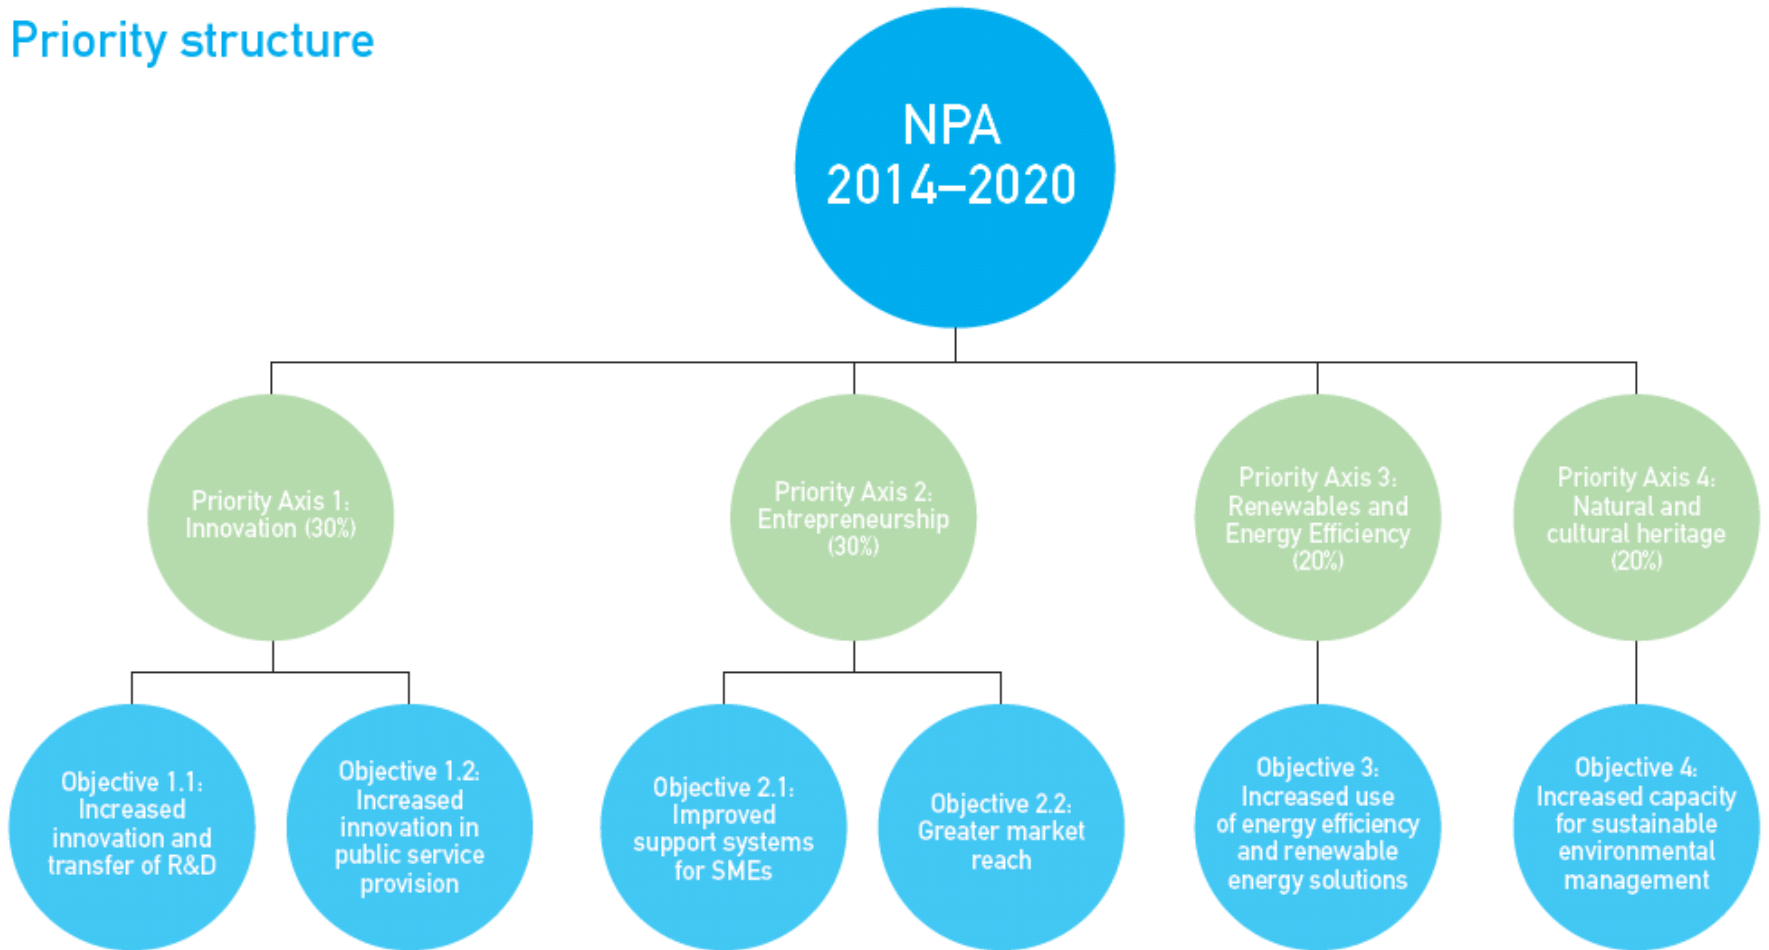 Priority structure
NPA
2014–2020
Priority Axis 1:
Innovation (30%)
Priority Axis 2:
Entrepreneurship
(30%)
Priority Axis 3:
Renewables and
Energy Efficiency
(20%)
Priority Axis 4:
Natural and
cultural heritage
(20%)
Objective 1.1:
Increased
innovation and
transfer of R&D
Objective 1.2:
Increased
innovation in
public service
provision
Objective 2.1:
Improved
support systems
for SMEs
Objective 2.2:
Greater market
reach
Objective 3:
Increased use
of energy efficiency
and renewable
energy solutions
Objective 4:
Increased capacity
for sustainable
environmental
management